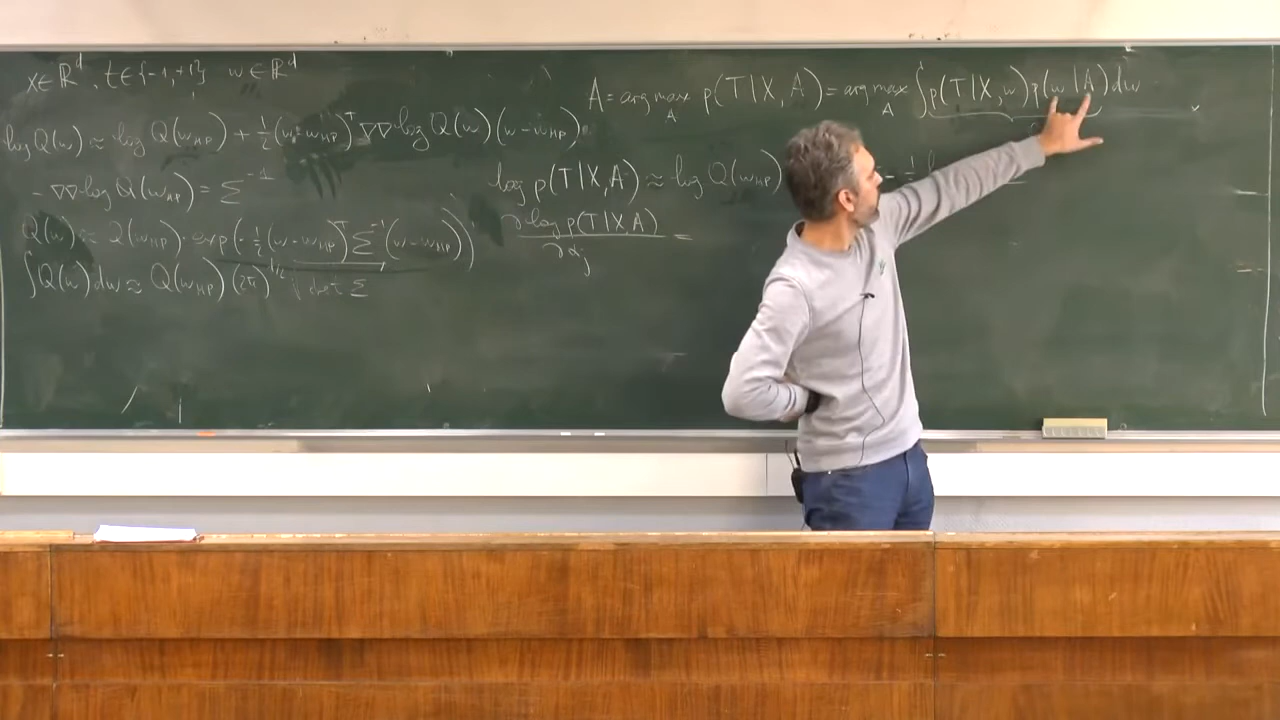 x∈ℝ^d, t∈{-1,+1} w∈ℝ^d
log Q(w) ≈ log Q(w_MP) + ½(w - w_MP)^T ∇∇ log Q(w)(w - w_MP)
- ∇∇ log Q(w_MP) = Σ^{-1}
Q(w) ≈ Q(w_MP) · exp(-½(w - w_MP)^T Σ^{-1}(w - w_MP))
∫Q(w)dw ≈ Q(w_MP)(2π)^{d/2} √det Σ
A = arg max_A p(T|X,A) = arg max_A ∫p(T|X,w)p(w|A)dw
log p(T|X,A) ≈ log Q(w_MP)
∂ log p(T|X,A) / ∂α_j =